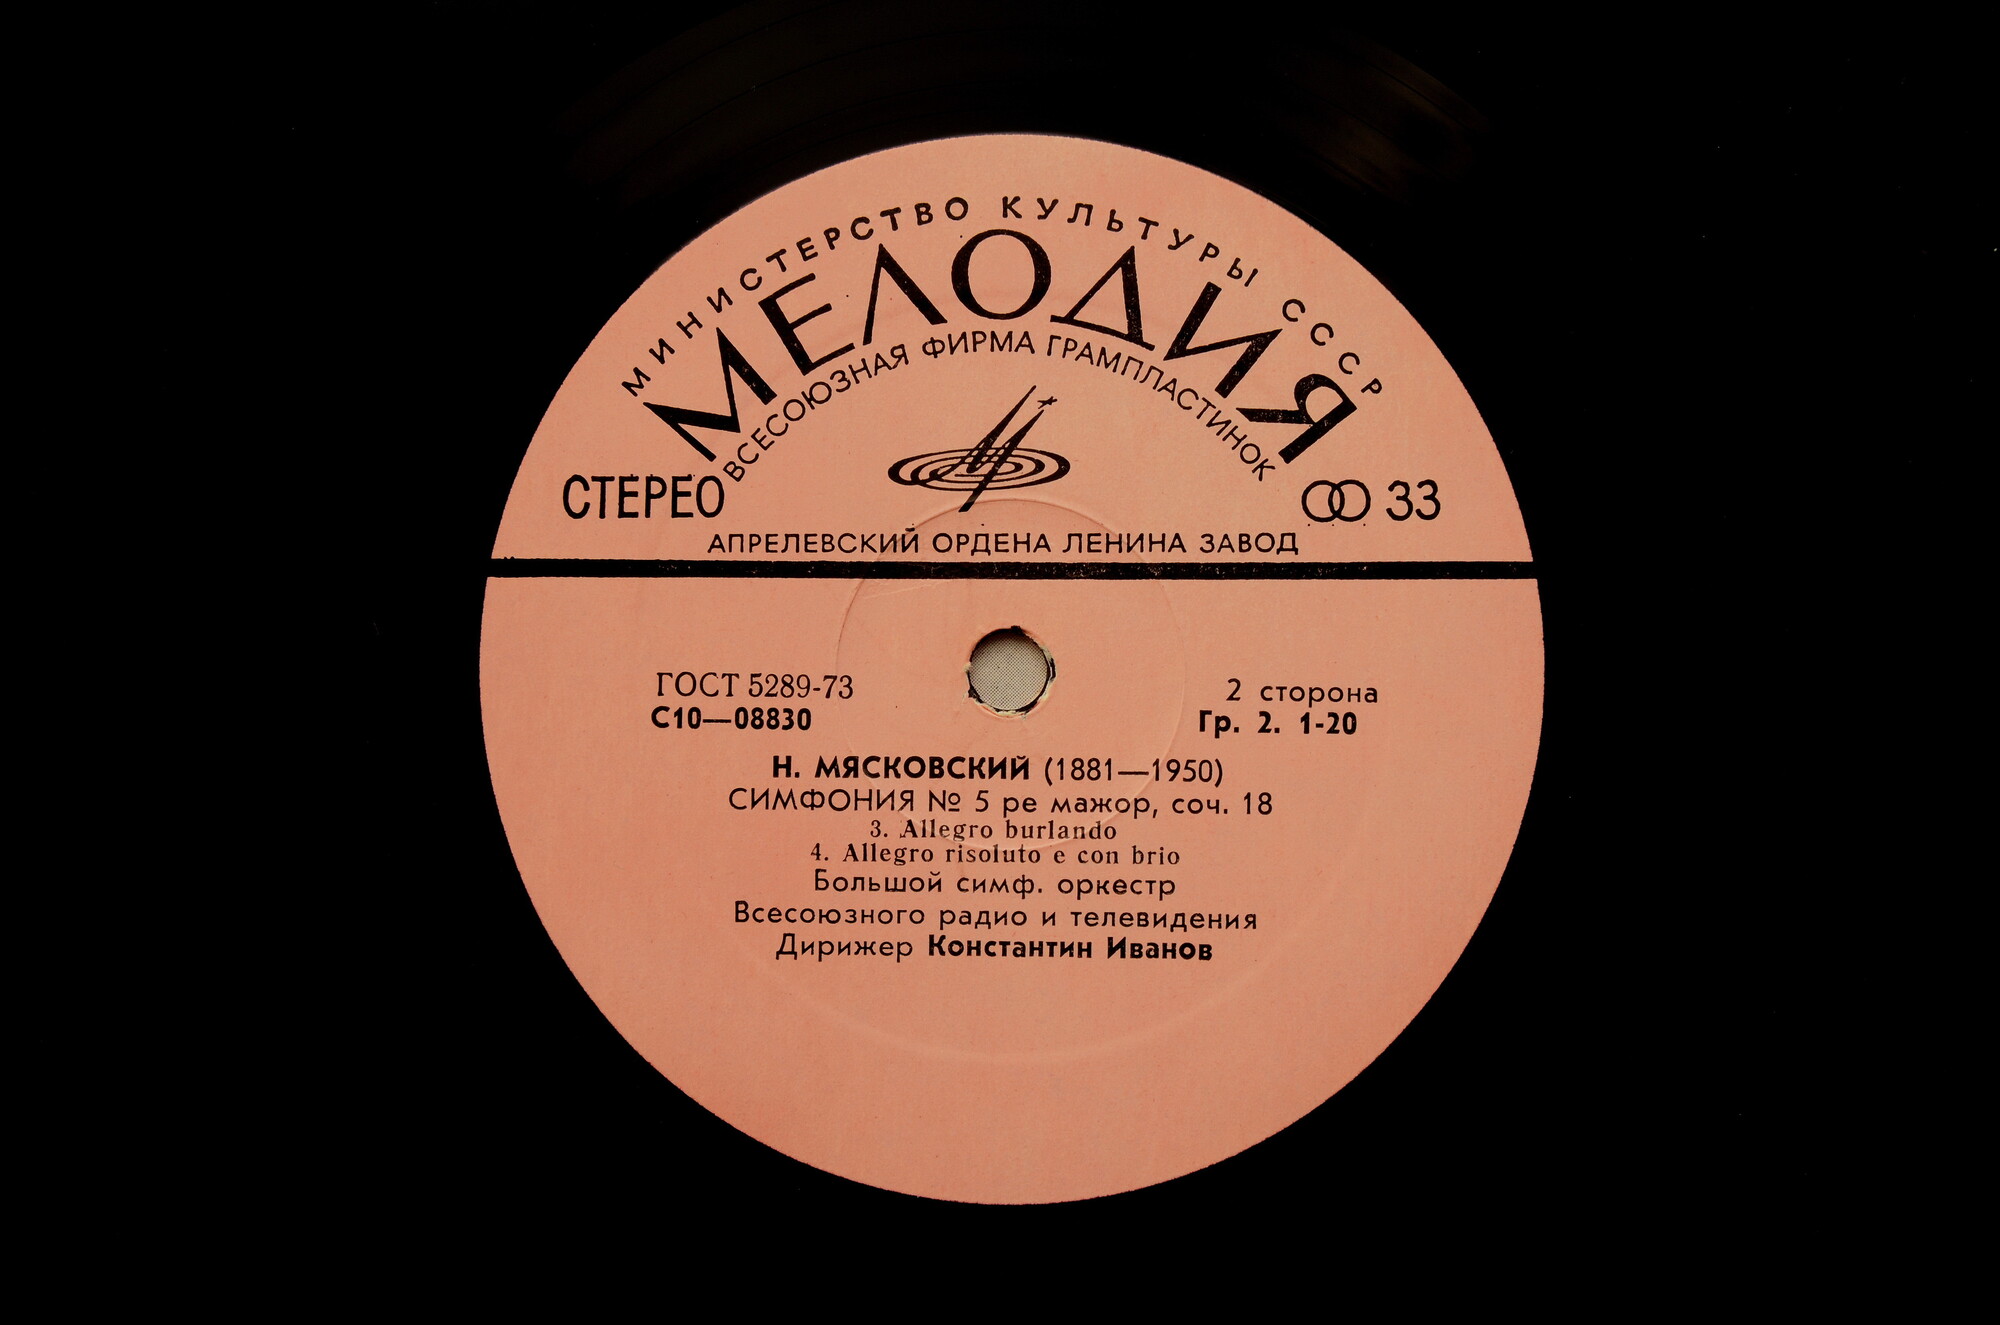 МИНИСТЕРСТВО КУЛЬТУРЫ СССР
МЕЛОДИЯ
ВСЕСОЮЗНАЯ ФИРМА ГРАМПЛАСТИНОК
СТЕРЕО
33
АПРЕЛЕВСКИЙ ОРДЕНА ЛЕНИНА ЗАВОД
ГОСТ 5289-73
2 сторона
С10—08830
Гр. 2. 1-20
Н. МЯСКОВСКИЙ (1881—1950)
СИМФОНИЯ № 5 ре мажор, соч. 18
3. Allegro burlando
4. Allegro risoluto e con brio
Большой симф. оркестр
Всесоюзного радио и телевидения
Дирижер Константин Иванов